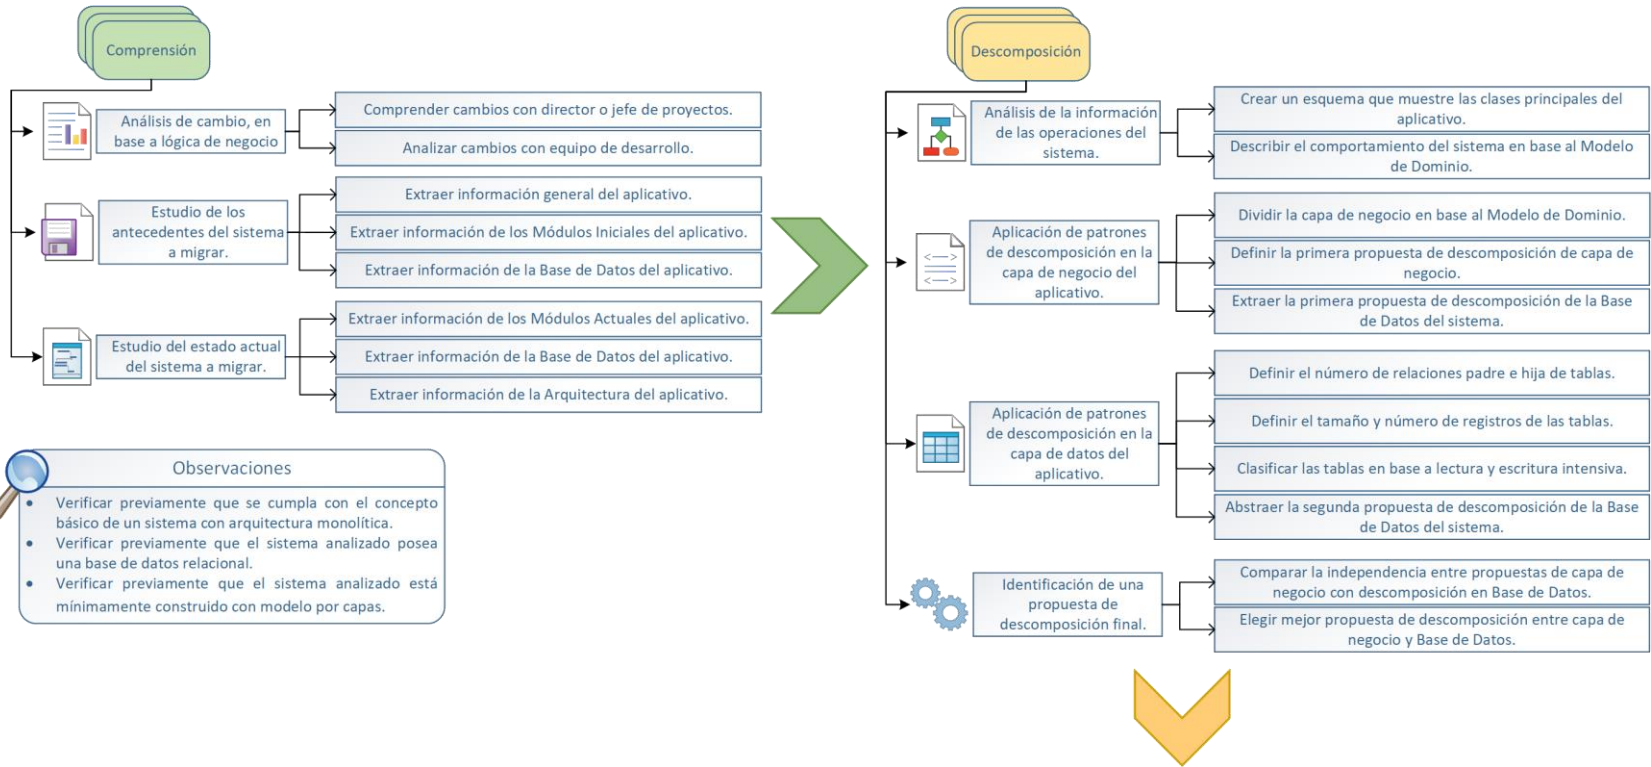 Comprensión
Análisis de cambio, en
base a lógica de negocio
Comprender cambios con director o jefe de proyectos.
Analizar cambios con equipo de desarrollo.
Estudio de los
antecedentes del sistema
a migrar.
Extraer información general del aplicativo.
Extraer información de los Módulos Iniciales del aplicativo.
Extraer información de la Base de Datos del aplicativo.
Estudio del estado actual
del sistema a migrar.
Extraer información de los Módulos Actuales del aplicativo.
Extraer información de la Base de Datos del aplicativo.
Extraer información de la Arquitectura del aplicativo.
Observaciones
• Verificar previamente que se cumpla con el concepto
básico de un sistema con arquitectura monolítica.
• Verificar previamente que el sistema analizado posea
una base de datos relacional.
• Verificar previamente que el sistema analizado está
mínimamente construido con modelo por capas.
Descomposición
Análisis de la información
de las operaciones del
sistema.
Crear un esquema que muestre las clases principales del
aplicativo.
Describir el comportamiento del sistema en base al Modelo
de Dominio.
Aplicación de patrones
de descomposición en la
capa de negocio del
aplicativo.
Dividir la capa de negocio en base al Modelo de Dominio.
Definir la primera propuesta de descomposición de capa de
negocio.
Extraer la primera propuesta de descomposición de la Base
de Datos del sistema.
Aplicación de patrones
de descomposición en la
capa de datos del
aplicativo.
Definir el número de relaciones padre e hija de tablas.
Definir el tamaño y número de registros de las tablas.
Clasificar las tablas en base a lectura y escritura intensiva.
Abstraer la segunda propuesta de descomposición de la Base
de Datos del sistema.
Identificación de una
propuesta de
descomposición final.
Comparar la independencia entre propuestas de capa de
negocio con descomposición en Base de Datos.
Elegir mejor propuesta de descomposición entre capa de
negocio y Base de Datos.